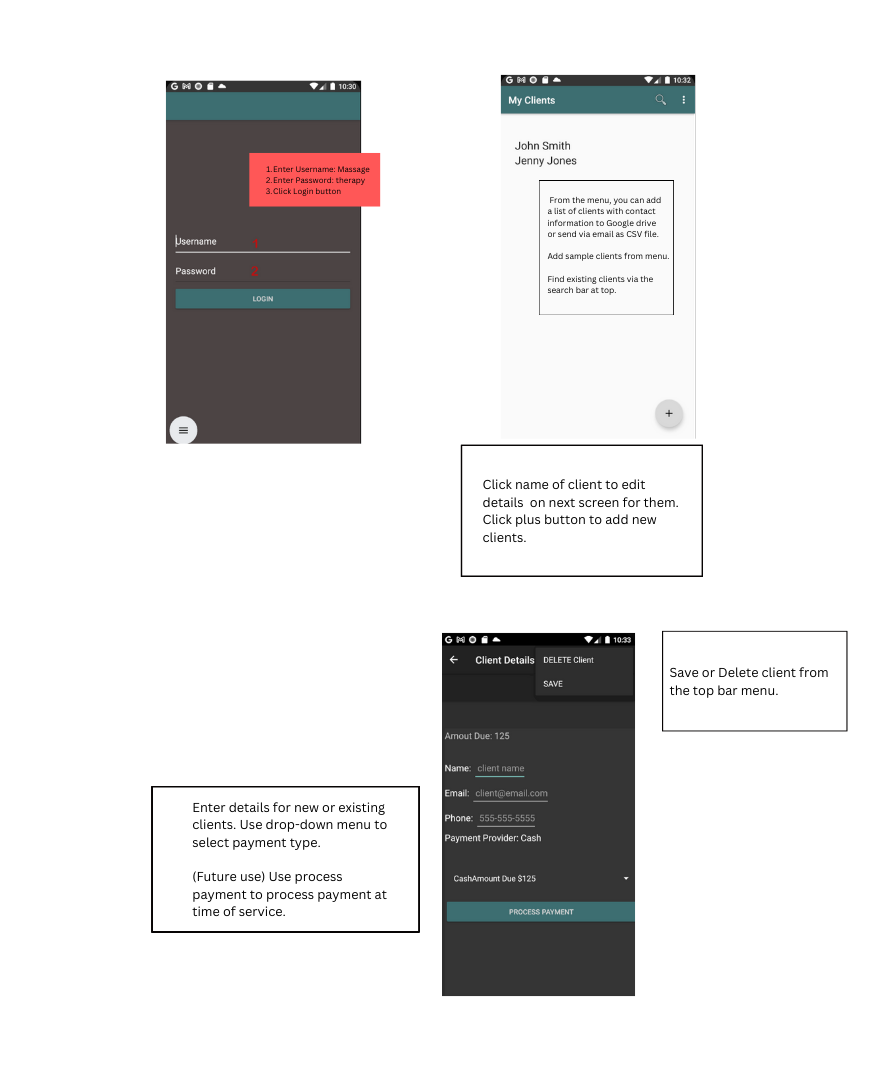 10:30
1.Enter Username: Massage
2.Enter Password: therapy
3.Click Login button
Username 1
Password 2
LOGIN
10:32
My Clients
John Smith
Jenny Jones
From the menu, you can add
a list of clients with contact
information to Google drive
or send via email as CSV file.
Add sample clients from menu.
Find existing clients via the
search bar at top.
+
Click name of client to edit
details on next screen for them.
Click plus button to add new
clients.
G 10:33
Client Details
DELETE Client
SAVE
Amout Due: 125
Name: client name
Email: client@email.com
Phone: 555-555-5555
Payment Provider: Cash
CashAmount Due $125
PROCESS PAYMENT
Save or Delete client from
the top bar menu.
Enter details for new or existing
clients. Use drop-down menu to
select payment type.
(Future use) Use process
payment to process payment at
time of service.